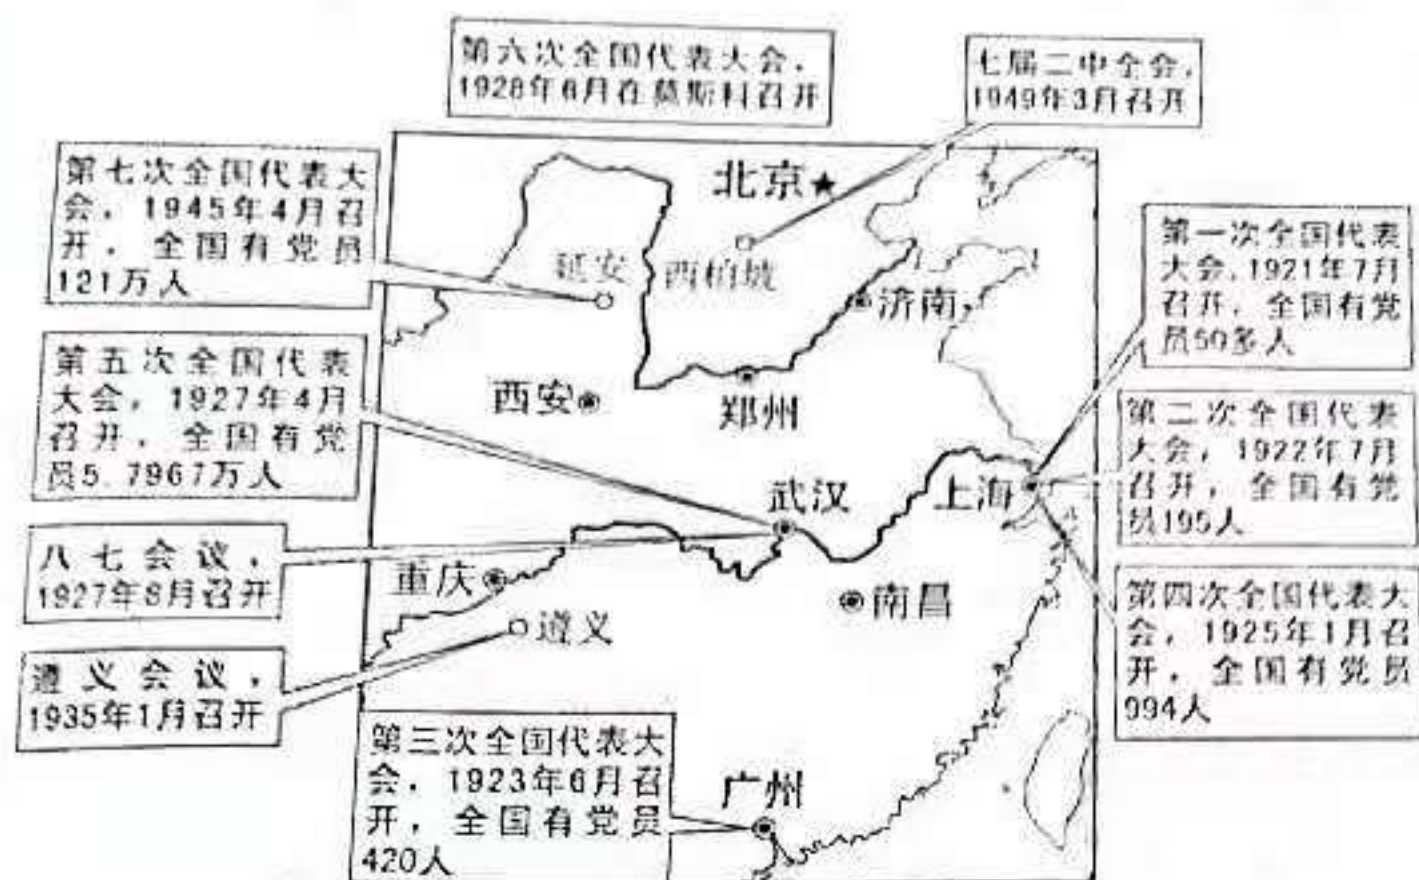 第六次全国代表大会，
1928年6月在莫斯科召开
七届二中全会，
1949年3月召开
第七次全国代表大
会，1945年4月召
开，全国有党员
121万人
北京
延安
西柏坡
济南
第一次全国代表
大会，1921年7月
召开，全国有党
员50多人
第五次全国代表
大会，1927年4月
召开，全国有党
员5.7967万人
西安
郑州
第二次全国代表
大会，1922年7月
召开，全国有党
员195人
武汉
上海
八七会议，
1927年8月召开
重庆
南昌
第四次全国代表大
会，1925年1月召
开，全国有党员
994人
遵义
遵义会议，
1935年1月召开
第三次全国代表大
会，1923年6月召
开，全国有党员
420人
广州